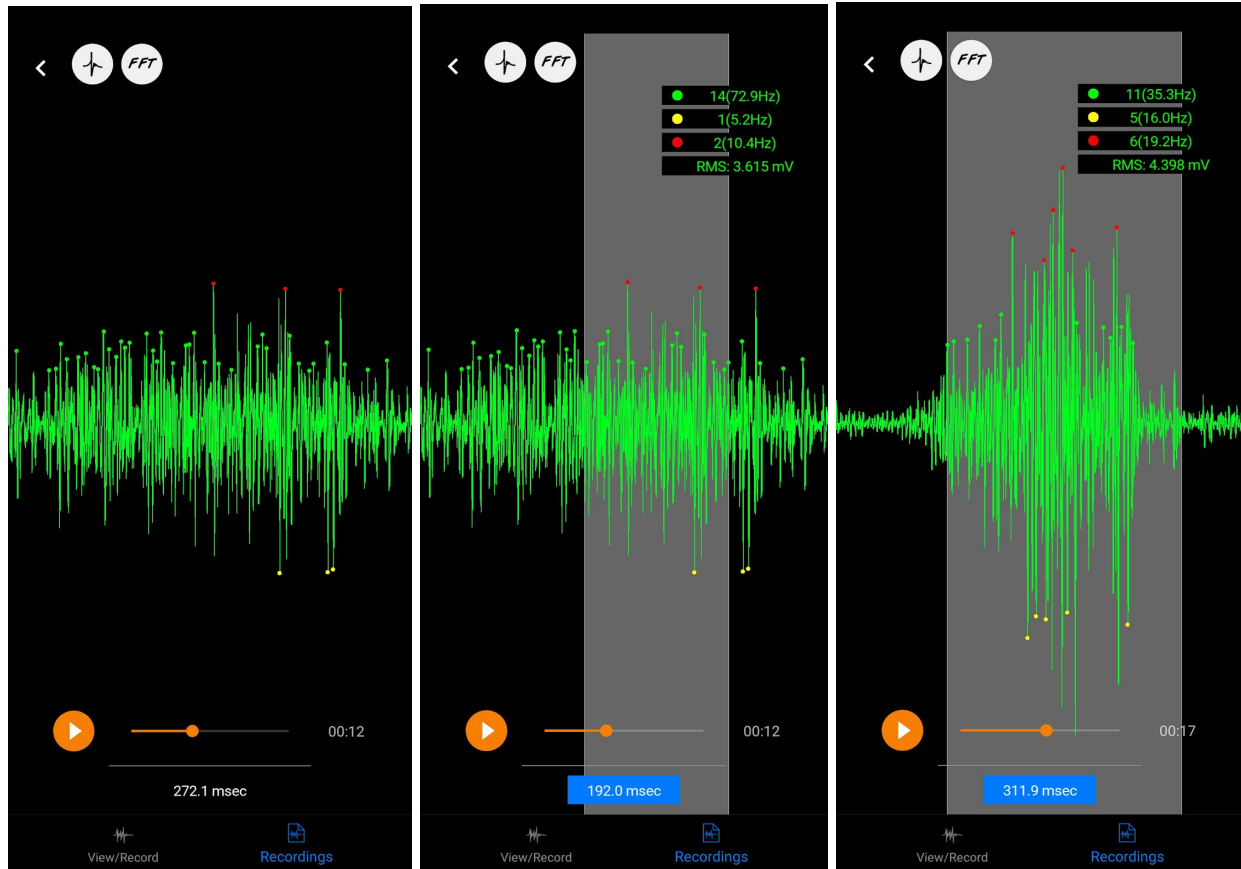 FFT
00:12
272.1 msec
View/Record
Recordings
FFT
14(72.9Hz)
1(5.2Hz)
2(10.4Hz)
RMS: 3.615 mV
00:12
192.0 msec
View/Record
Recordings
FFT
11(35.3Hz)
5(16.0Hz)
6(19.2Hz)
RMS: 4.398 mV
00:17
311.9 msec
View/Record
Recordings